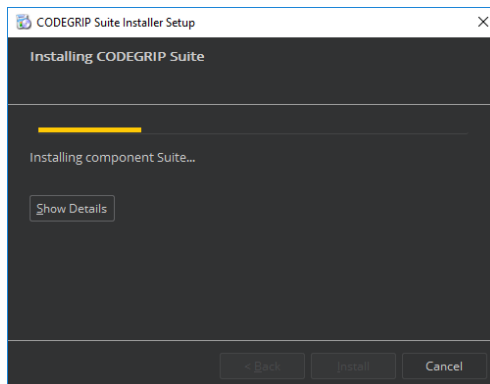 CODEGRIP Suite Installer Setup
Installing CODEGRIP Suite
Installing component Suite...
Show Details
< Back Install Cancel